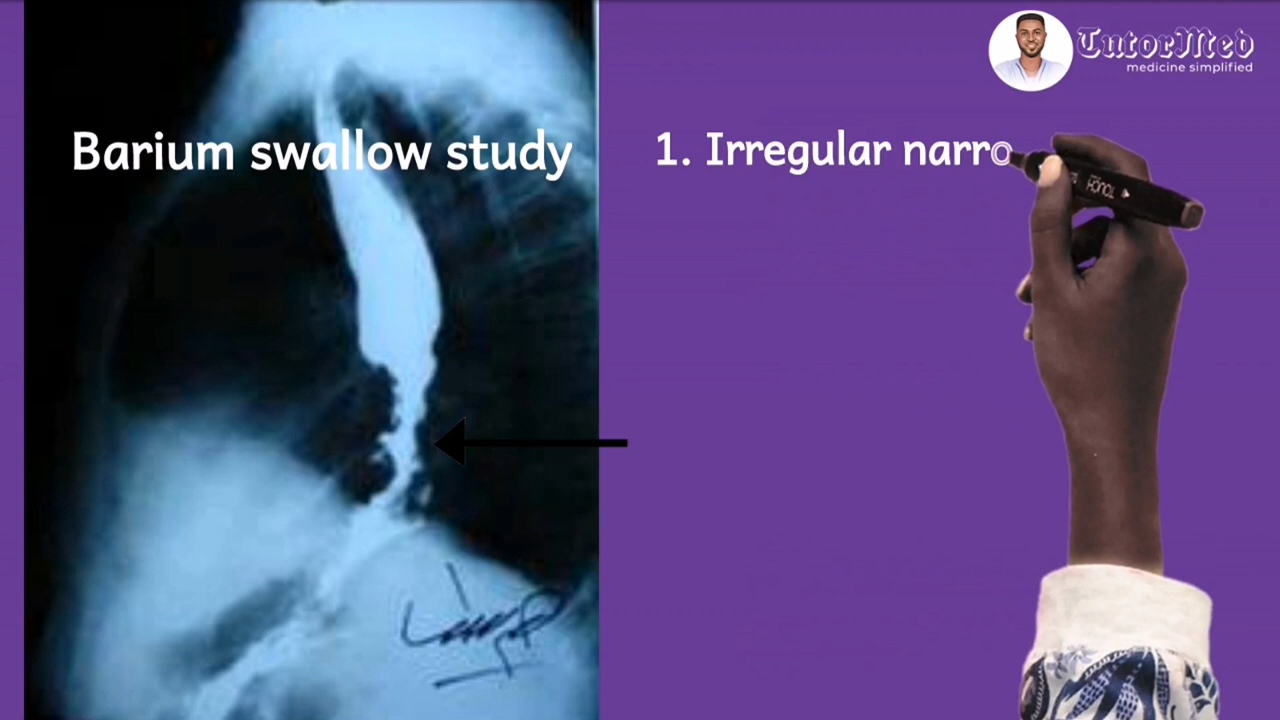 TutorMed
medicine simplified
Barium swallow study
1. Irregular narro